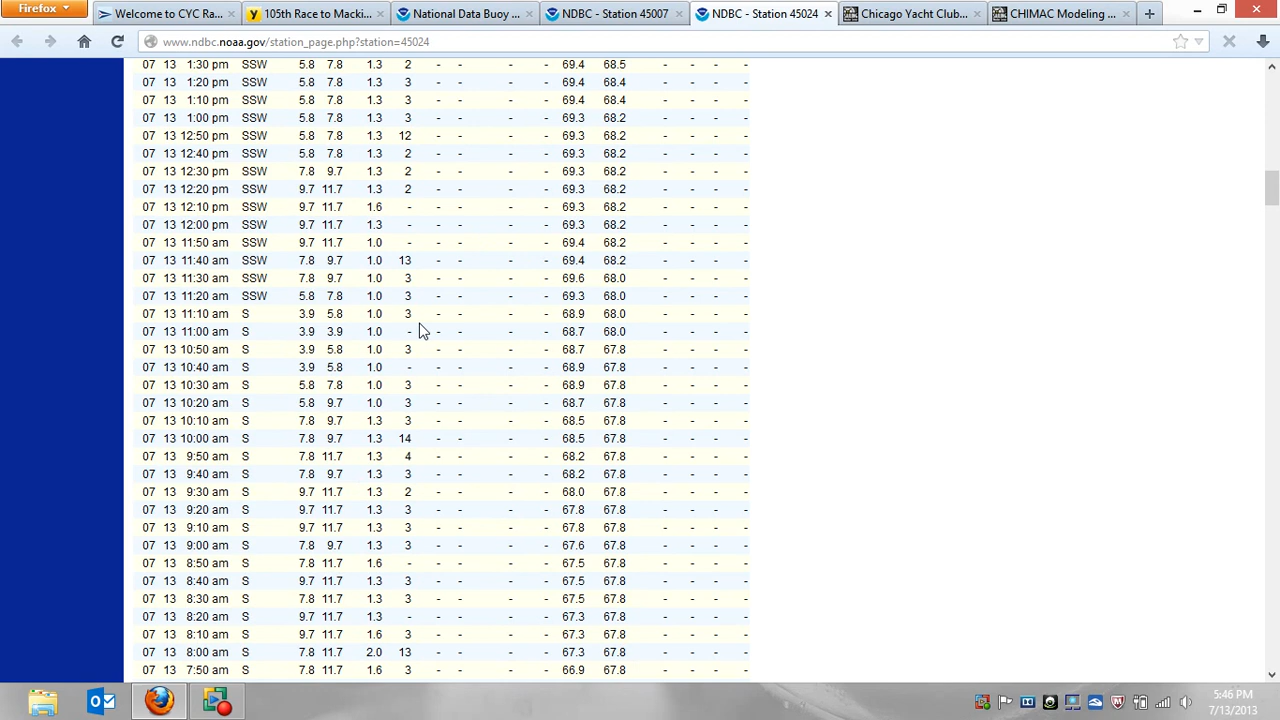 Firefox
Welcome to CYC Ra...
105th Race to Macki...
National Data Buoy ...
NDBC - Station 45007
NDBC - Station 45024
Chicago Yacht Club...
CHIMAC Modeling ...
www.ndbc.noaa.gov/station_page.php?station=45024
07 13 1:30 pm SSW 5.8 7.8 1.3 2 - - - - 69.4 68.5 - - - -
07 13 1:20 pm SSW 5.8 7.8 1.3 3 - - - - 69.4 68.4 - - - -
07 13 1:10 pm SSW 5.8 7.8 1.3 3 - - - - 69.4 68.4 - - - -
07 13 1:00 pm SSW 5.8 7.8 1.3 3 - - - - 69.3 68.2 - - - -
07 13 12:50 pm SSW 5.8 7.8 1.3 12 - - - - 69.3 68.2 - - - -
07 13 12:40 pm SSW 5.8 7.8 1.3 2 - - - - 69.3 68.2 - - - -
07 13 12:30 pm SSW 7.8 9.7 1.3 2 - - - - 69.3 68.2 - - - -
07 13 12:20 pm SSW 9.7 11.7 1.3 2 - - - - 69.3 68.2 - - - -
07 13 12:10 pm SSW 9.7 11.7 1.6 - - - - - 69.3 68.2 - - - -
07 13 12:00 pm SSW 9.7 11.7 1.3 - - - - - 69.3 68.2 - - - -
07 13 11:50 am SSW 9.7 11.7 1.0 - - - - - 69.4 68.2 - - - -
07 13 11:40 am SSW 7.8 9.7 1.0 13 - - - - 69.4 68.2 - - - -
07 13 11:30 am SSW 7.8 9.7 1.0 3 - - - - 69.6 68.0 - - - -
07 13 11:20 am SSW 5.8 7.8 1.0 3 - - - - 69.3 68.0 - - - -
07 13 11:10 am S 3.9 5.8 1.0 3 - - - - 68.9 68.0 - - - -
07 13 11:00 am S 3.9 3.9 1.0 - - - - - 68.7 68.0 - - - -
07 13 10:50 am S 3.9 5.8 1.0 3 - - - - 68.7 67.8 - - - -
07 13 10:40 am S 3.9 5.8 1.0 - - - - - 68.9 67.8 - - - -
07 13 10:30 am S 5.8 7.8 1.0 3 - - - - 68.9 67.8 - - - -
07 13 10:20 am S 5.8 9.7 1.0 3 - - - - 68.7 67.8 - - - -
07 13 10:10 am S 7.8 9.7 1.3 3 - - - - 68.5 67.8 - - - -
07 13 10:00 am S 7.8 9.7 1.3 14 - - - - 68.5 67.8 - - - -
07 13 9:50 am S 7.8 11.7 1.3 4 - - - - 68.2 67.8 - - - -
07 13 9:40 am S 7.8 9.7 1.3 3 - - - - 68.2 67.8 - - - -
07 13 9:30 am S 9.7 11.7 1.3 2 - - - - 68.0 67.8 - - - -
07 13 9:20 am S 9.7 11.7 1.3 3 - - - - 67.8 67.8 - - - -
07 13 9:10 am S 9.7 11.7 1.3 3 - - - - 67.8 67.8 - - - -
07 13 9:00 am S 7.8 9.7 1.3 3 - - - - 67.6 67.8 - - - -
07 13 8:50 am S 7.8 11.7 1.6 - - - - - 67.5 67.8 - - - -
07 13 8:40 am S 9.7 11.7 1.3 3 - - - - 67.5 67.8 - - - -
07 13 8:30 am S 7.8 11.7 1.3 3 - - - - 67.5 67.8 - - - -
07 13 8:20 am S 9.7 11.7 1.3 - - - - - 67.3 67.8 - - - -
07 13 8:10 am S 9.7 11.7 1.6 3 - - - - 67.3 67.8 - - - -
07 13 8:00 am S 7.8 11.7 2.0 13 - - - - 67.3 67.8 - - - -
07 13 7:50 am S 7.8 11.7 1.6 3 - - - - 66.9 67.8 - - - -
5:46 PM
7/13/2013